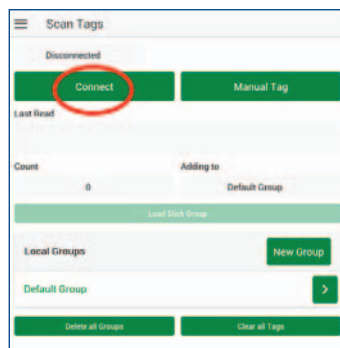 Scan Tags
Disconnected
Connect
Manual Tag
Last Read
Count
Adding to
0
Default Group
Load Stick Group
Local Groups
New Group
Default Group
>
Delete all Groups
Clear all Tags